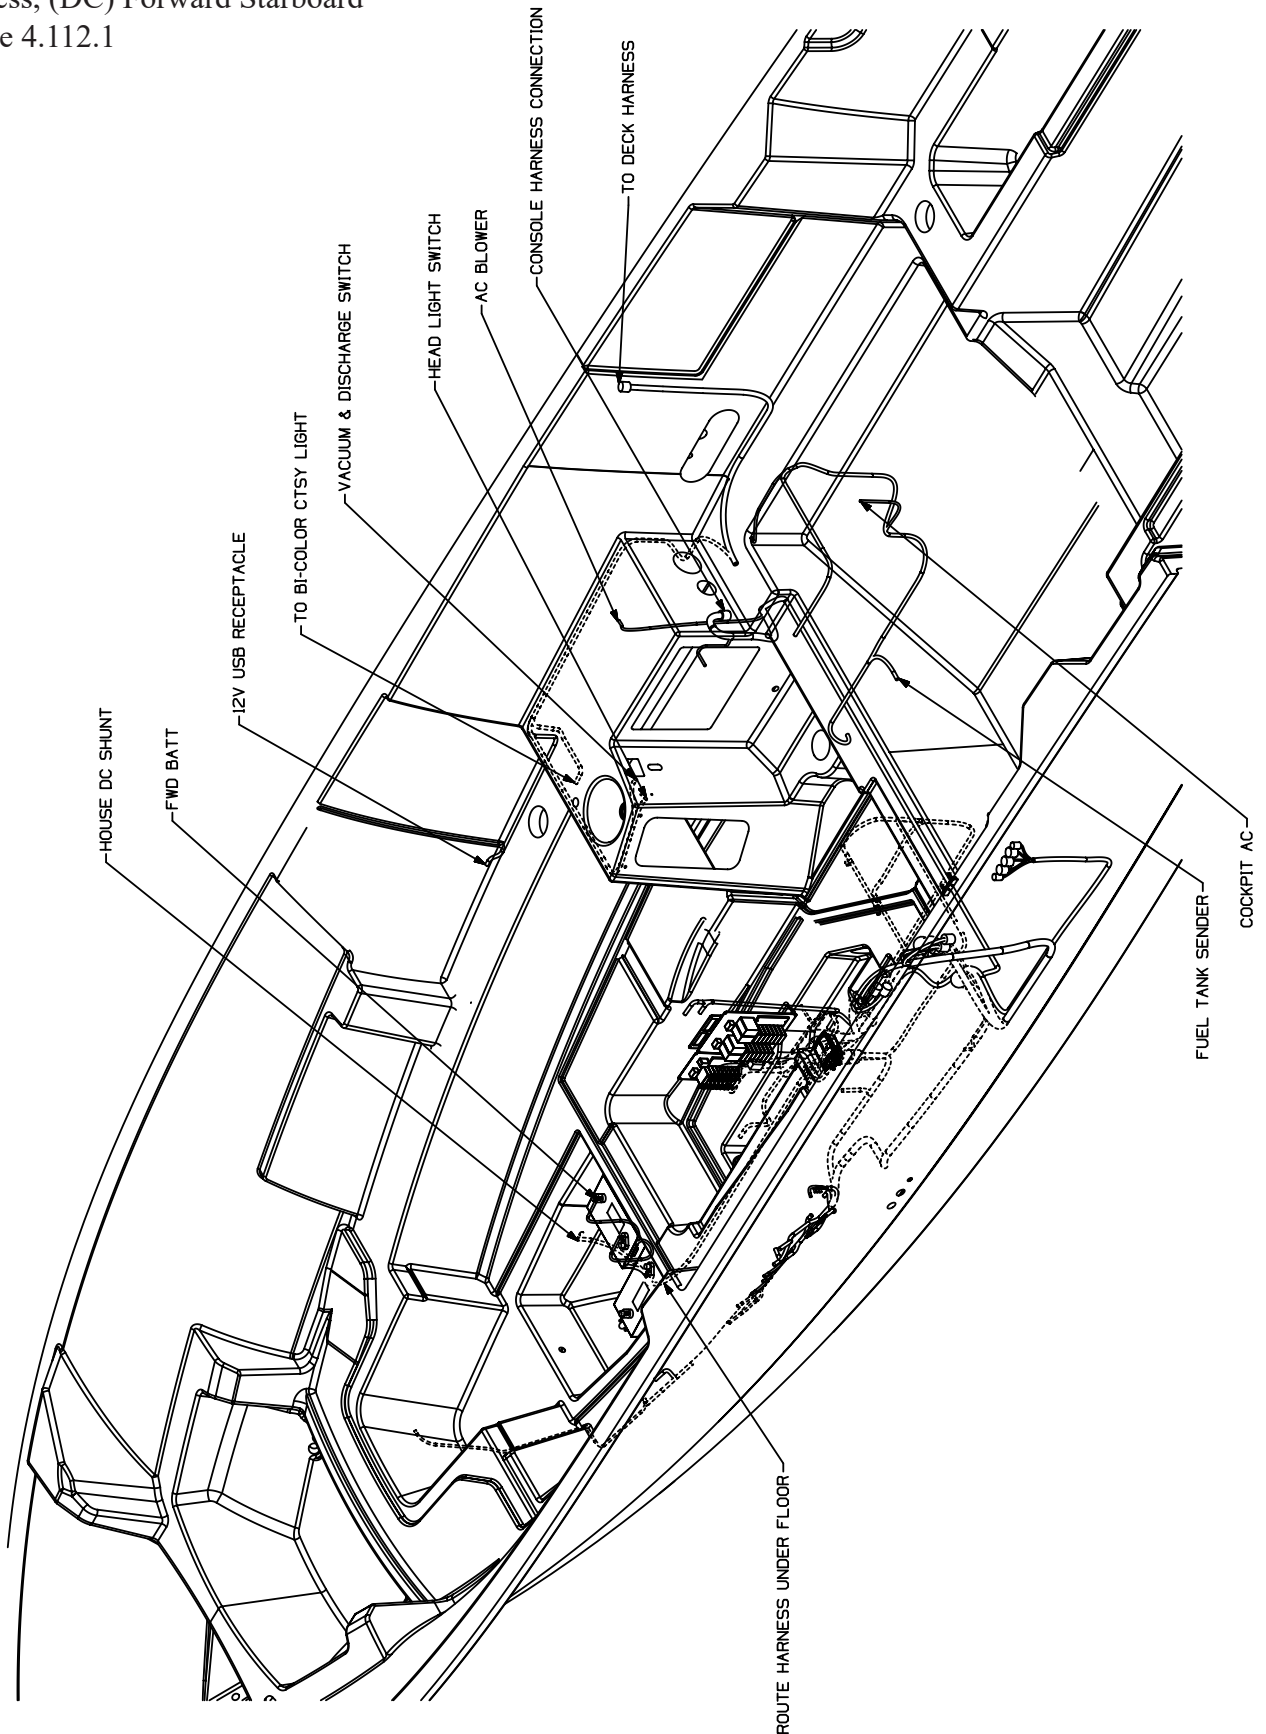 ess, (DC) Forward Starboard
e 4.112.1
CONSOLE HARNESS CONNECTION
TO DECK HARNESS
AC BLOWER
HEAD LIGHT SWITCH
VACUUM & DISCHARGE SWITCH
TO BI-COLOR CTSY LIGHT
12V USB RECEPTACLE
FWD BATT
HOUSE DC SHUNT
COCKPIT AC
FUEL TANK SENDER
ROUTE HARNESS UNDER FLOOR